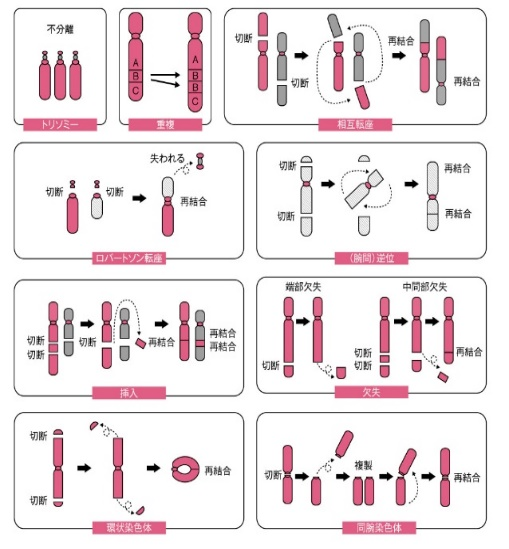 不分離
トリソミー
A
B
C
A
B
B
C
重複
切断
切断
再結合
再結合
相互転座
失われる
切断
切断
再結合
ロバートソン転座
切断
切断
再結合
再結合
(腕間)逆位
切断
切断
切断
再結合
再結合
再結合
挿入
端部欠失
中間部欠失
切断
切断
切断
再結合
欠失
切断
切断
再結合
環状染色体
切断
複製
再結合
同腕染色体